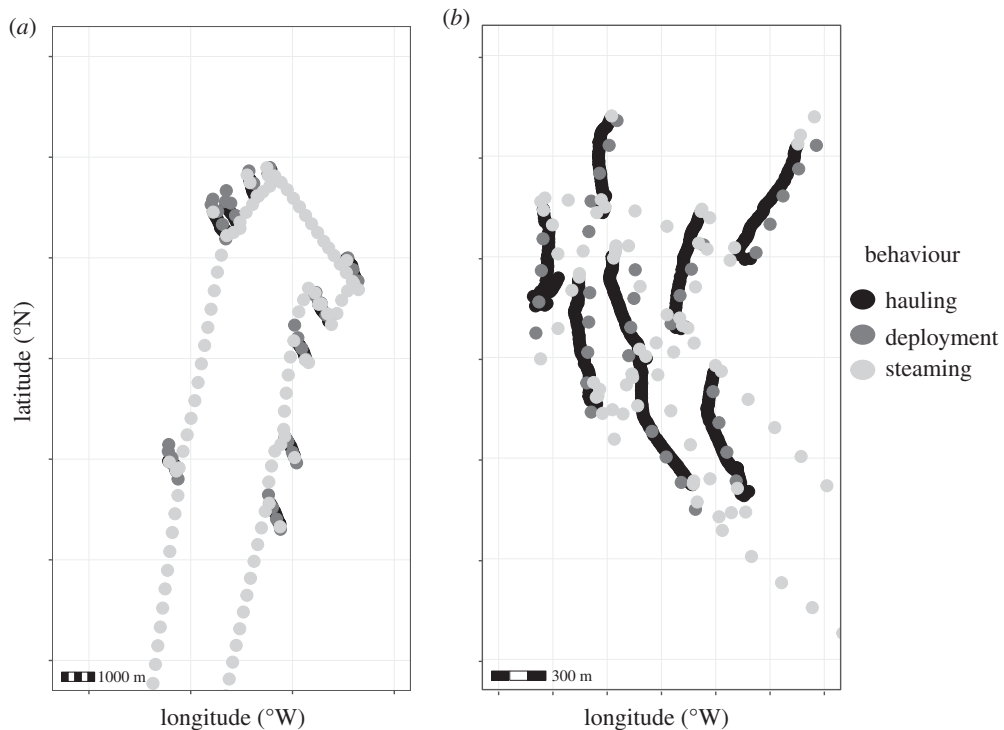 (a)
(b)
latitude (°N)
1000 m
longitude (°W)
300 m
longitude (°W)
behaviour
hauling
deployment
steaming